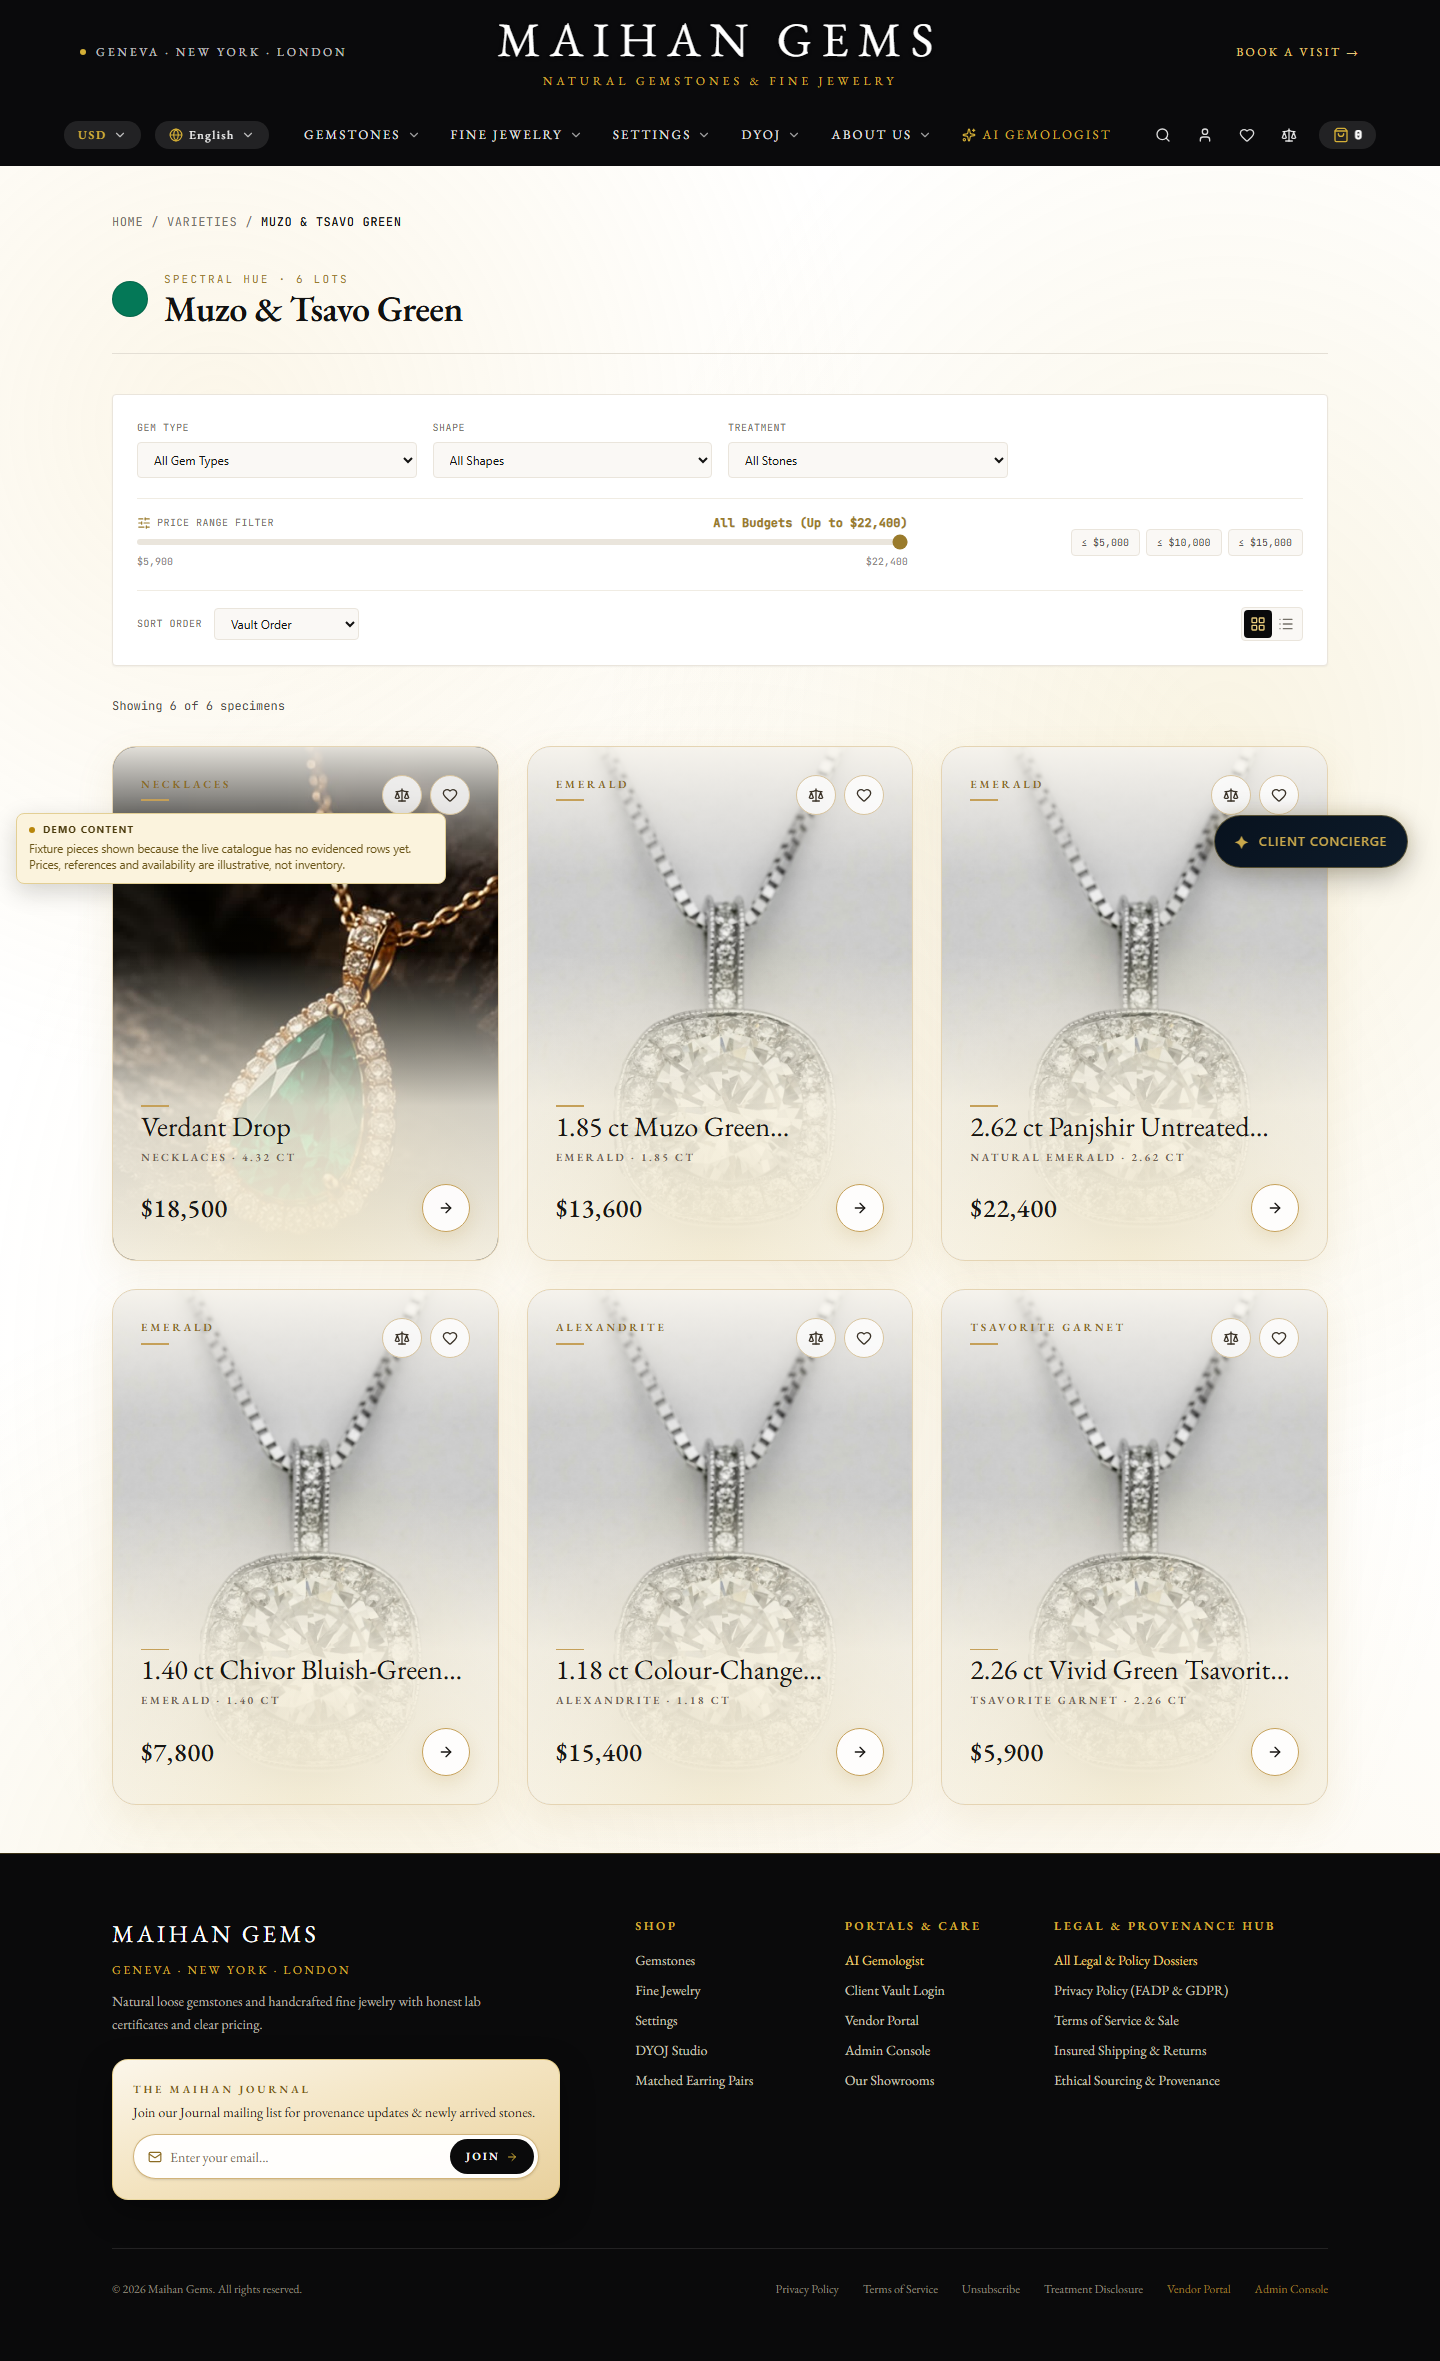 GENEVA · NEW YORK · LONDON
MAIHAN GEMS
NATURAL GEMSTONES & FINE JEWELRY
BOOK A VISIT →
USD
English
GEMSTONES
FINE JEWELRY
SETTINGS
DYOJ
ABOUT US
AI GEMOLOGIST
0
HOME / VARIETIES / MUZO & TSAVO GREEN
SPECTRAL HUE · 6 LOTS
Muzo & Tsavo Green
GEM TYPE
SHAPE
TREATMENT
All Gem Types
All Shapes
All Stones
PRICE RANGE FILTER
All Budgets (Up to $22,400)
$5,900
$22,400
≤ $5,000
≤ $10,000
≤ $15,000
SORT ORDER
Vault Order
Showing 6 of 6 specimens
NECKLACES
Verdant Drop
NECKLACES · 4.32 CT
$18,500
EMERALD
1.85 ct Muzo Green...
EMERALD · 1.85 CT
$13,600
EMERALD
2.62 ct Panjshir Untreated...
NATURAL EMERALD · 2.62 CT
$22,400
DEMO CONTENT
Fixture pieces shown because the live catalogue has no evidenced rows yet.
Prices, references and availability are illustrative, not inventory.
CLIENT CONCIERGE
EMERALD
1.40 ct Chivor Bluish-Green...
EMERALD · 1.40 CT
$7,800
ALEXANDRITE
1.18 ct Colour-Change...
ALEXANDRITE · 1.18 CT
$15,400
TSAVORITE GARNET
2.26 ct Vivid Green Tsavorit...
TSAVORITE GARNET · 2.26 CT
$5,900
MAIHAN GEMS
GENEVA · NEW YORK · LONDON
Natural loose gemstones and handcrafted fine jewelry with honest lab
certificates and clear pricing.
THE MAIHAN JOURNAL
Join our Journal mailing list for provenance updates & newly arrived stones.
Enter your email...
JOIN →
SHOP
Gemstones
Fine Jewelry
Settings
DYOJ Studio
Matched Earring Pairs
PORTALS & CARE
AI Gemologist
Client Vault Login
Vendor Portal
Admin Console
Our Showrooms
LEGAL & PROVENANCE HUB
All Legal & Policy Dossiers
Privacy Policy (FADP & GDPR)
Terms of Service & Sale
Insured Shipping & Returns
Ethical Sourcing & Provenance
© 2026 Maihan Gems. All rights reserved.
Privacy Policy
Terms of Service
Unsubscribe
Treatment Disclosure
Vendor Portal
Admin Console